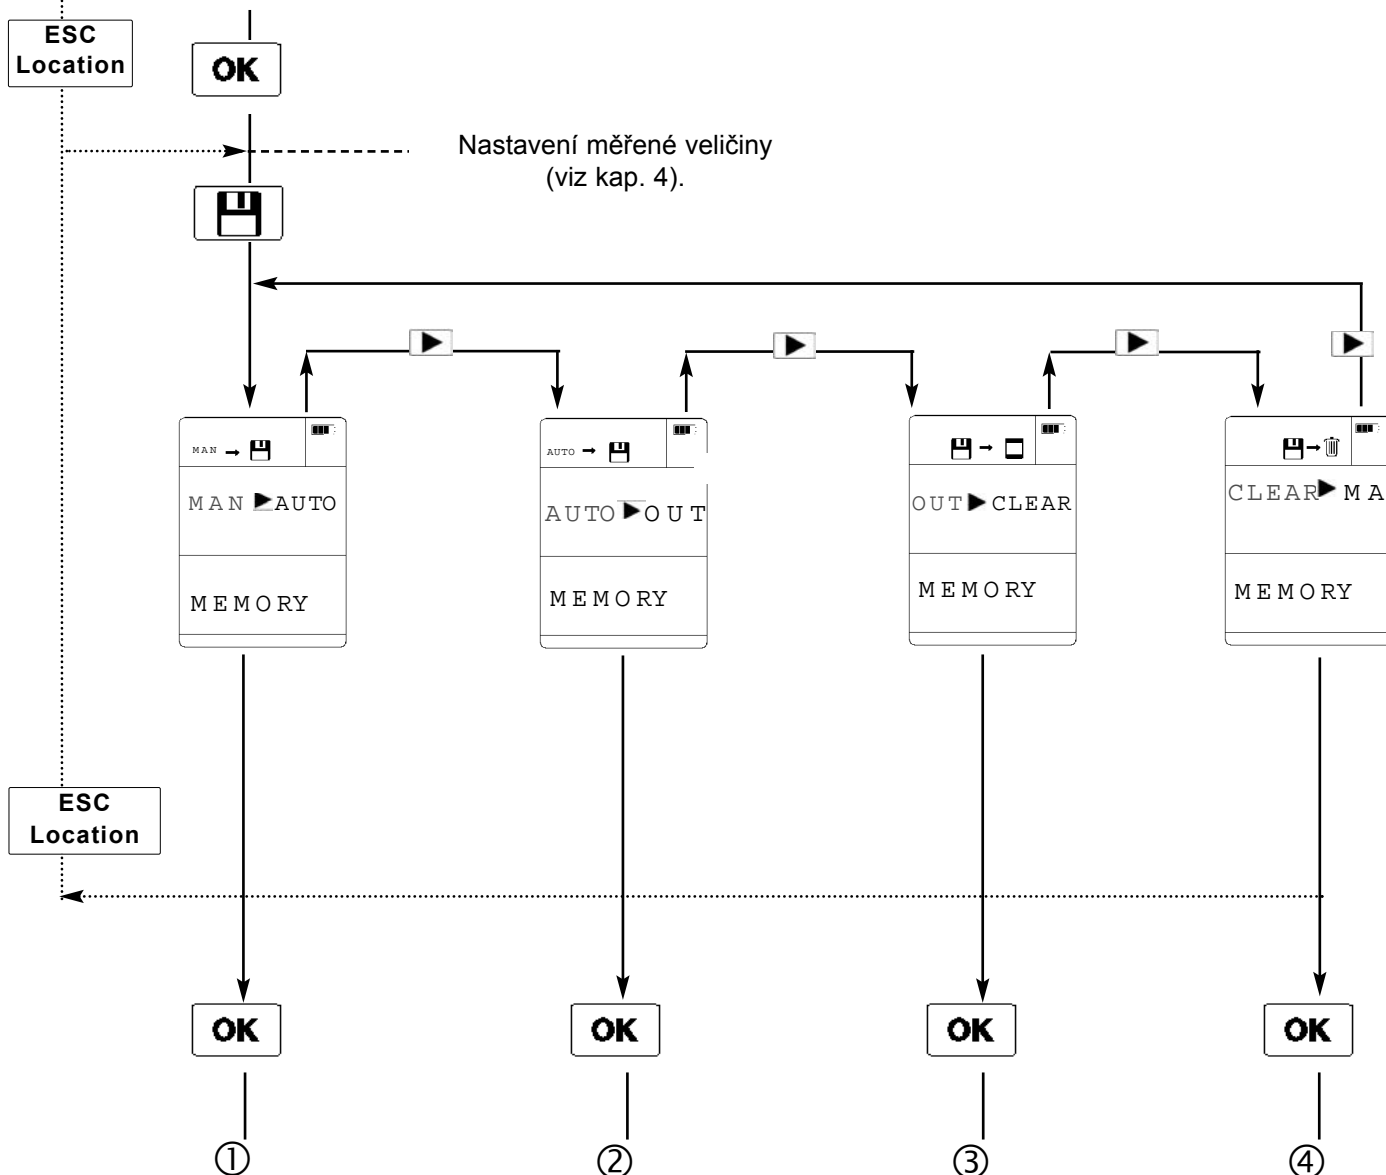 ESC
Location
OK
Nastavení měřené veličiny
(viz kap. 4).
MAN
MAN AUTO
MEMORY
AUTO
AUTO OUT
MEMORY
OUT CLEAR
MEMORY
CLEAR MA
MEMORY
ESC
Location
OK
OK
OK
OK
①
②
③
④